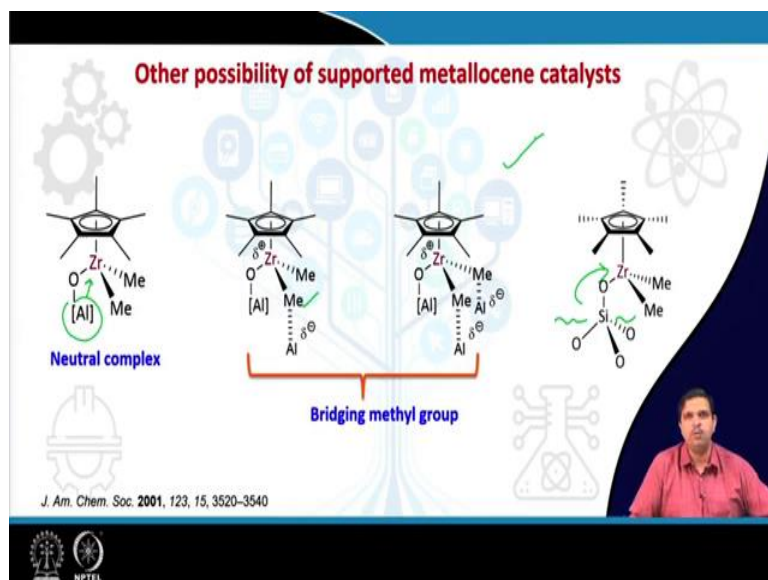 Other possibility of supported metallocene catalysts
Zr
O
Me
[Al]
Me
Neutral complex
δ⊕
Zr
O
Me
[Al]
Me
δ⊖
Al
δ⊕
Zr
O
Me
[Al]
Me
Al
δ⊖
δ⊖
Al
Bridging methyl group
Zr
O
Me
Si
Me
O
O
O
J. Am. Chem. Soc. 2001, 123, 15, 3520–3540
NPTEL